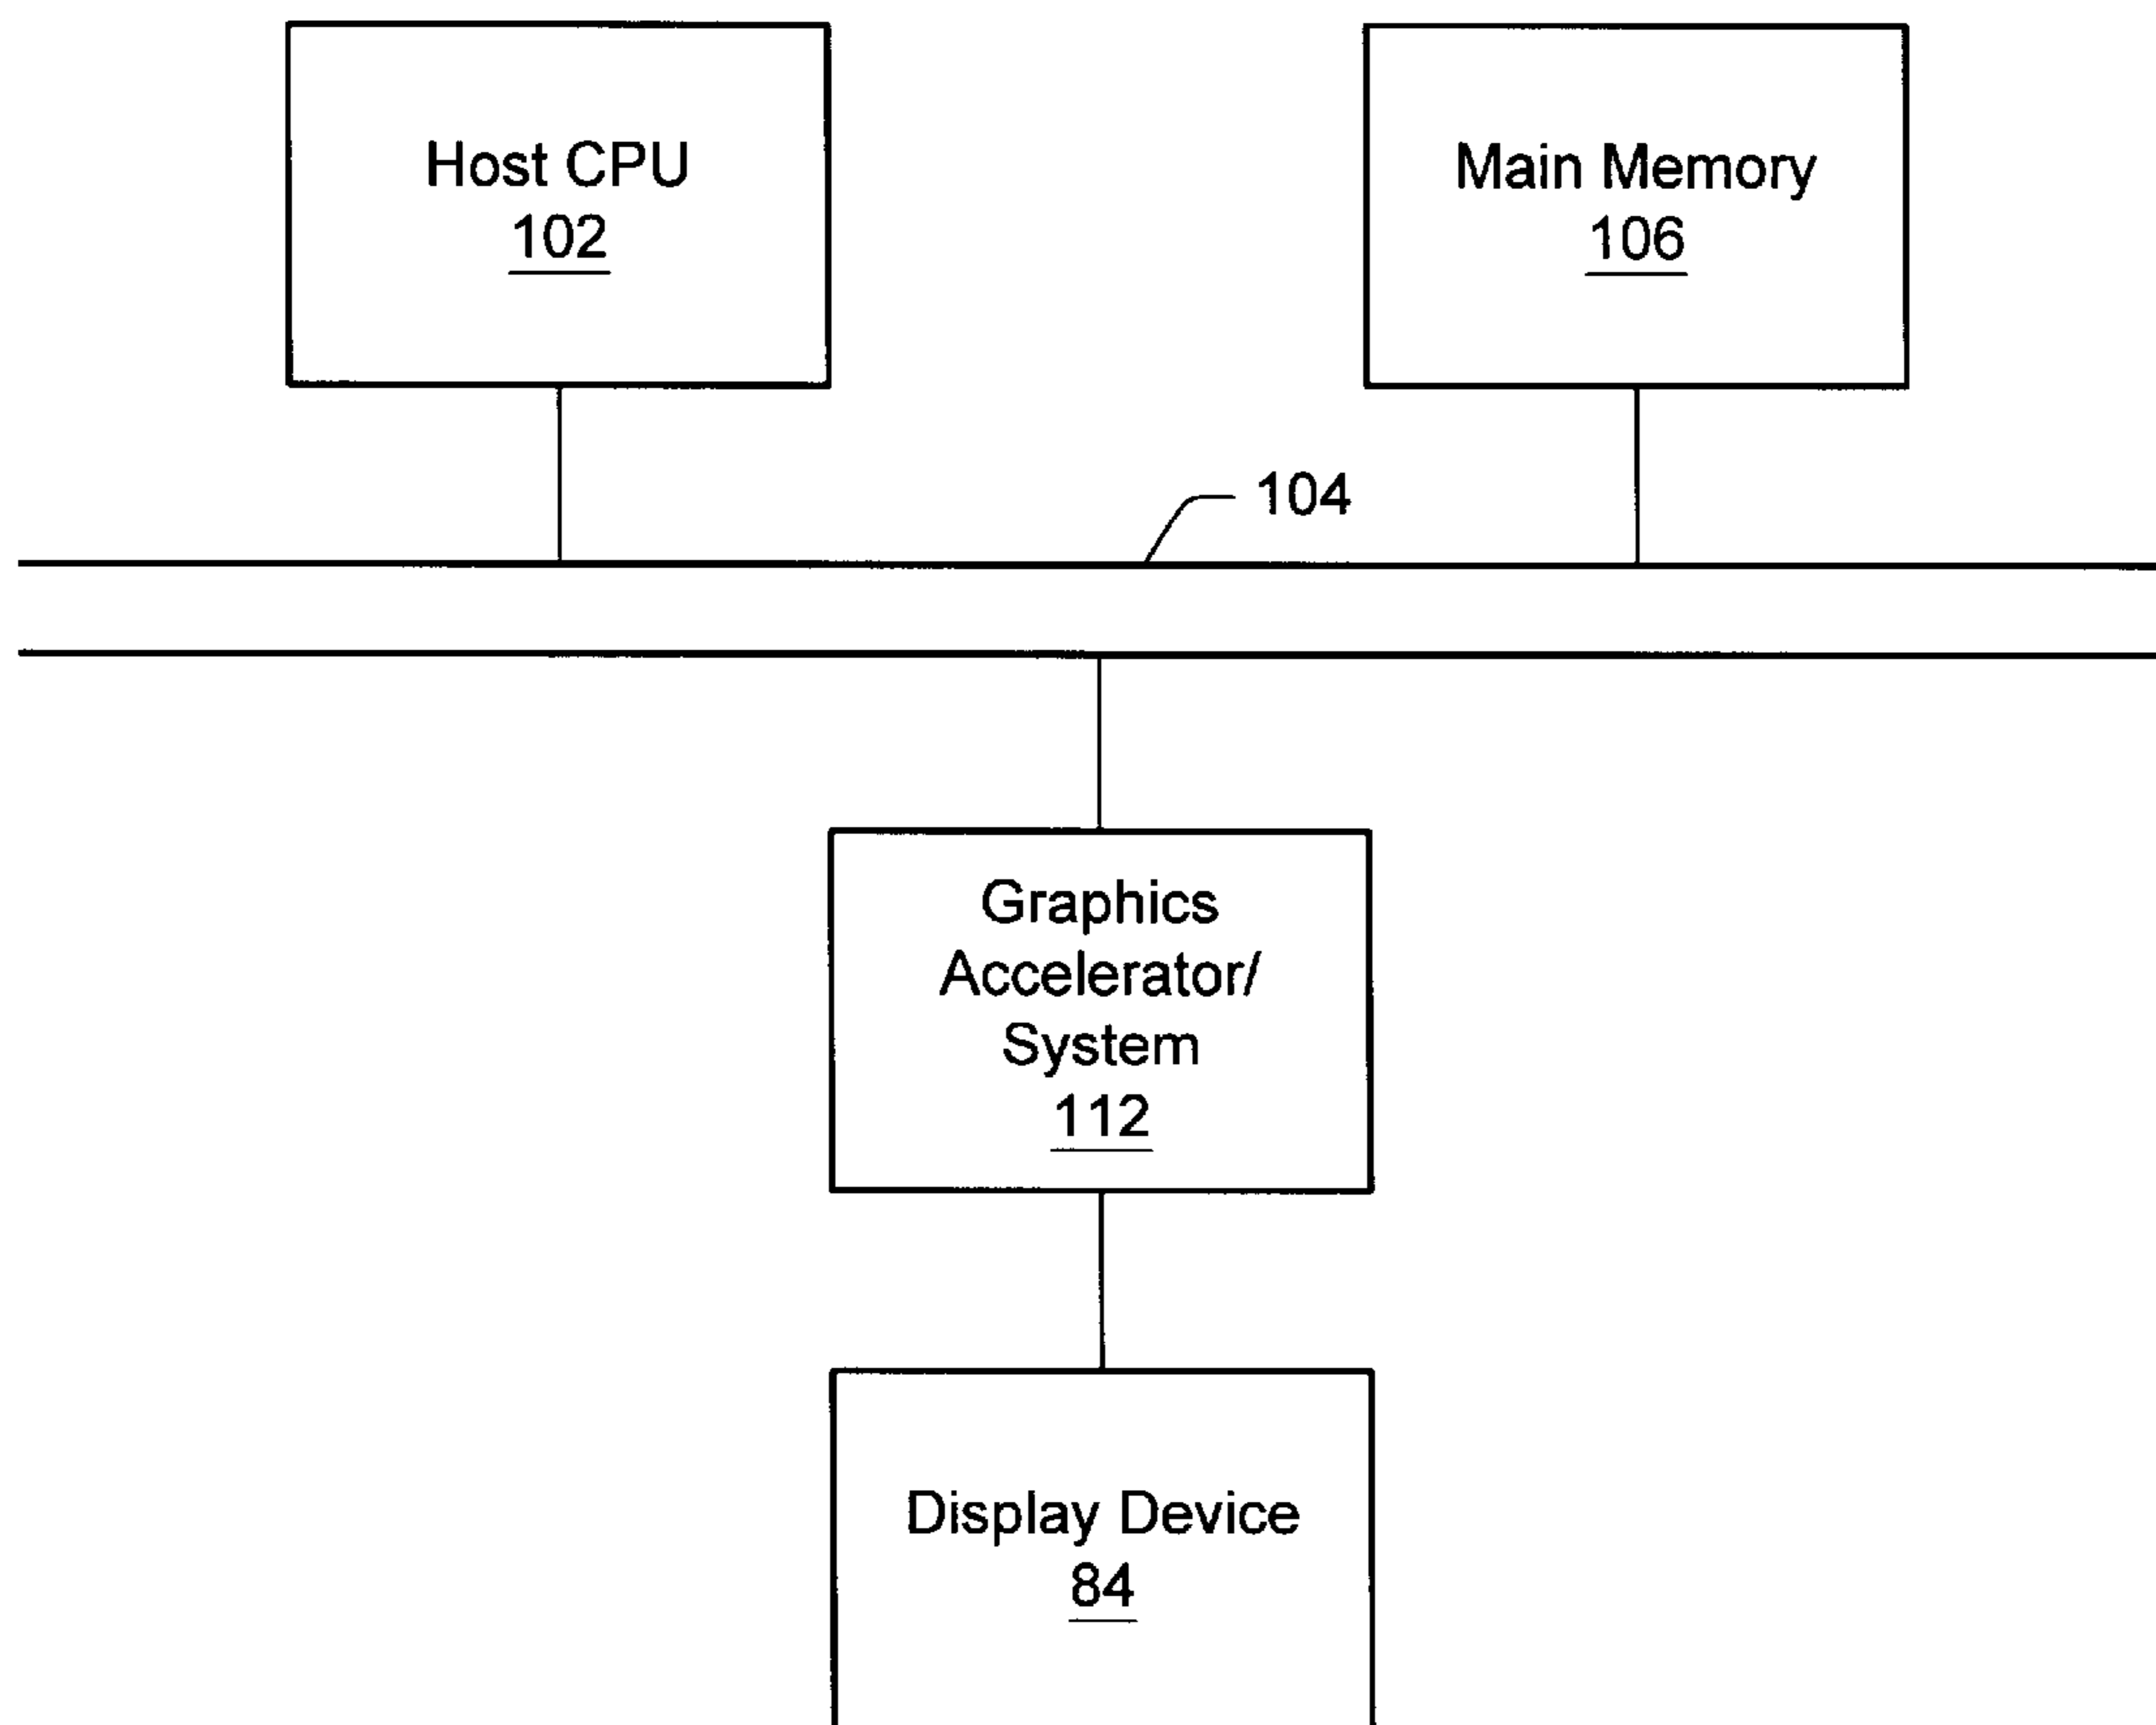 Host CPU
102
Main Memory
106
104
Graphics
Accelerator/
System
112
Display Device
84